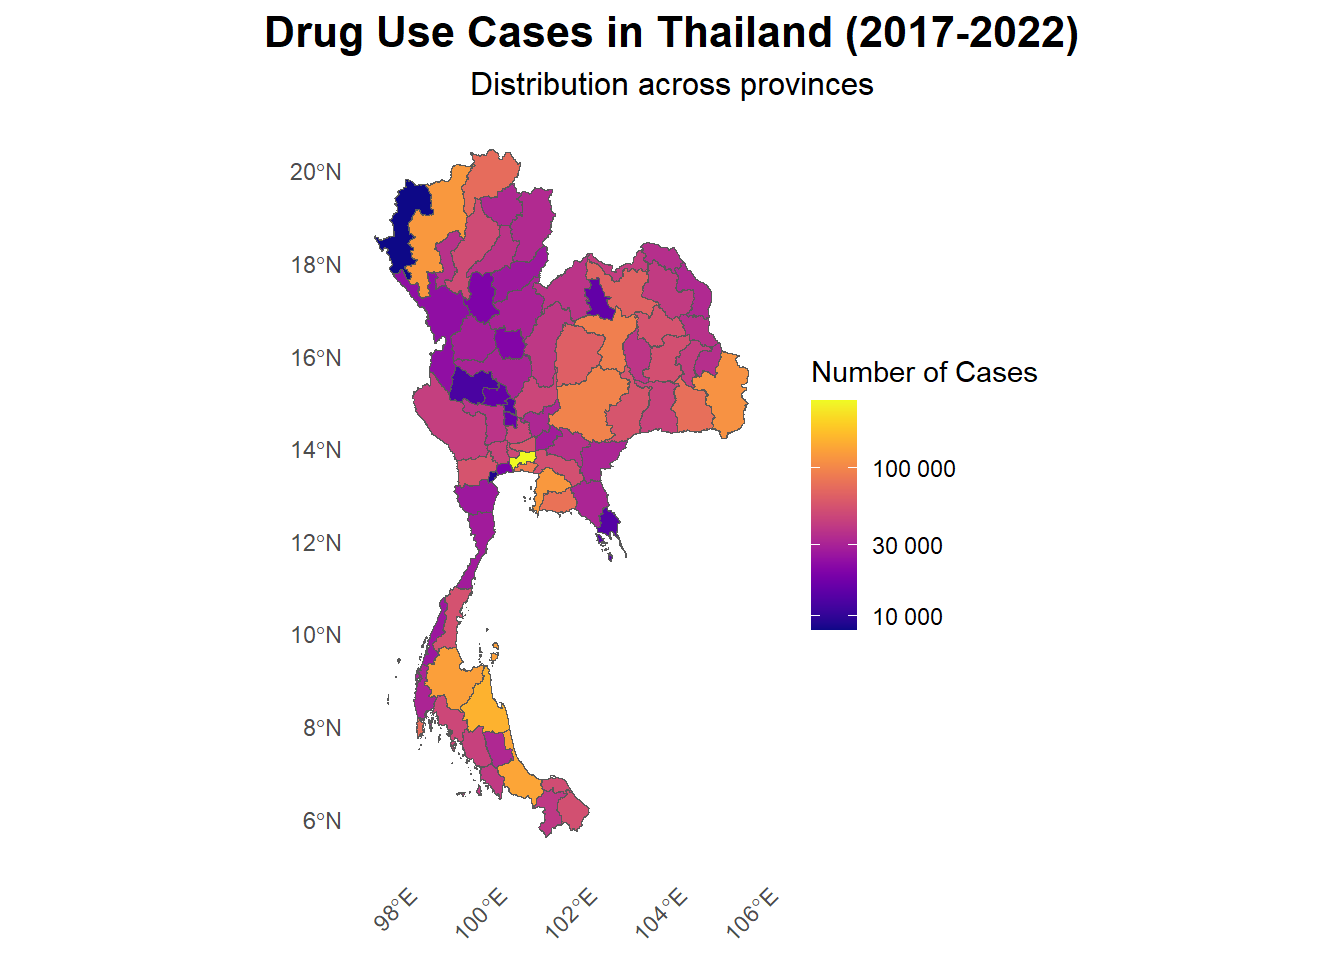 Drug Use Cases in Thailand (2017-2022)
Distribution across provinces
20°N
18°N
16°N
14°N
12°N
10°N
8°N
6°N
98°E
100°E
102°E
104°E
106°E
Number of Cases
100 000
30 000
10 000